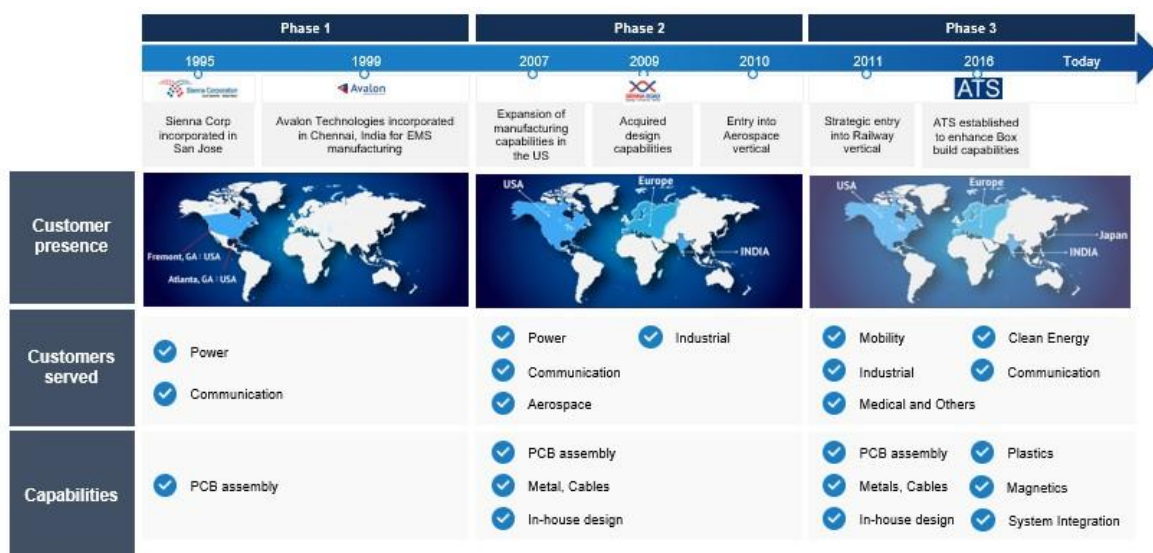 Phase 1
Phase 2
Phase 3
1995
1999
2007
2009
2010
2011
2016
Today
Sienna Corporation
Avalon
ATS
Sienna Corp
incorporated in
San Jose
Avalon Technologies incorporated
in Chennai, India for EMS
manufacturing
Expansion of
manufacturing
capabilities in
the US
Acquired
design
capabilities
Entry into
Aerospace
vertical
Strategic entry
into Railway
vertical
ATS established
to enhance Box
build capabilities
Customer
presence
Fremont, GA : USA
Atlanta, GA : USA
USA
Europe
INDIA
USA
Europe
Japan
INDIA
Customers
served
Power
Communication
Power
Industrial
Communication
Aerospace
Mobility
Clean Energy
Industrial
Communication
Medical and Others
Capabilities
PCB assembly
PCB assembly
Metal, Cables
In-house design
PCB assembly
Plastics
Metals, Cables
Magnetics
In-house design
System Integration